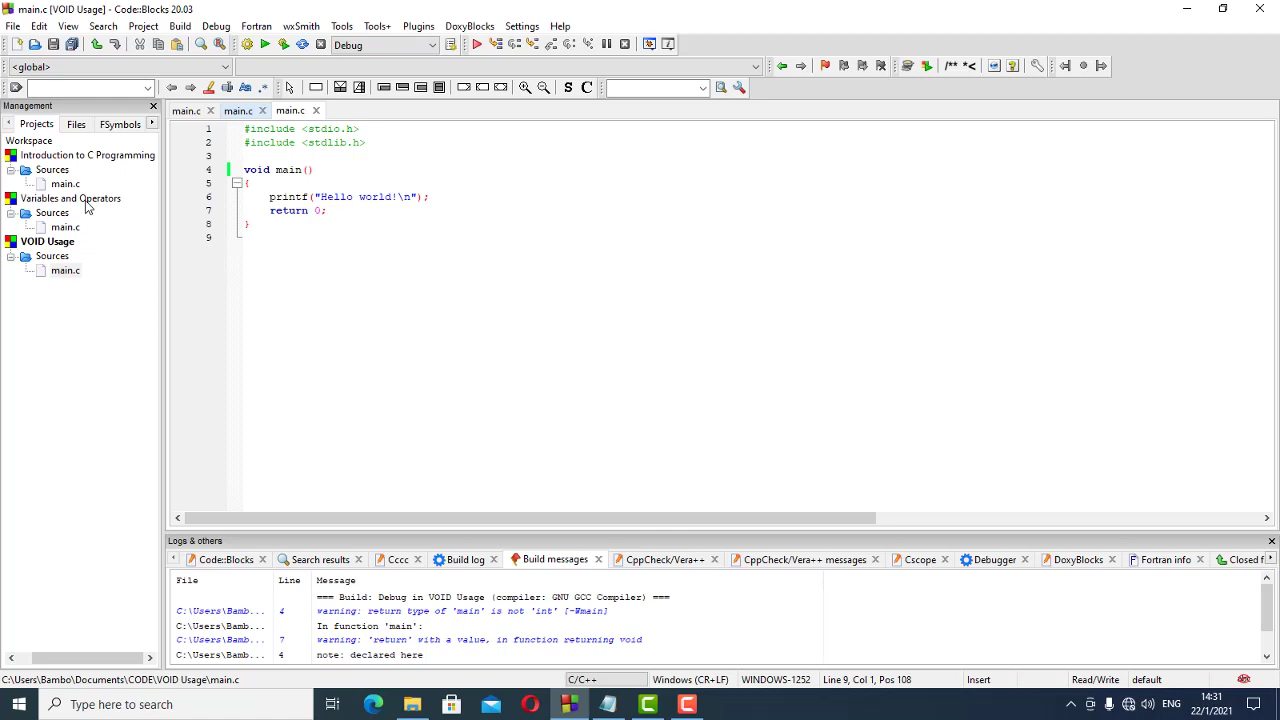 main.c [VOID Usage] - Code::Blocks 20.03
File Edit View Search Project Build Debug Fortran wxSmith Tools Tools+ Plugins DoxyBlocks Settings Help
Debug
<global>
/** *<
S C
Management
Projects Files FSymbols
Workspace
Introduction to C Programming
Sources
main.c
Variables and Operators
Sources
main.c
VOID Usage
Sources
main.c
main.c main.c main.c
1 #include <stdio.h>
2 #include <stdlib.h>
3
4 void main()
5 {
6 printf("Hello world!\n");
7 return 0;
8 }
9
Logs & others
Code::Blocks Search results Cccc Build log Build messages CppCheck/Vera++ CppCheck/Vera++ messages Cscope Debugger DoxyBlocks Fortran info Closed f
File Line Message
=== Build: Debug in VOID Usage (compiler: GNU GCC Compiler) ===
C:\Users\Bamb... 4 warning: return type of 'main' is not 'int' [-Wmain]
C:\Users\Bamb... In function 'main':
C:\Users\Bamb... 7 warning: 'return' with a value, in function returning void
C:\Users\Bamb... 4 note: declared here
C:\Users\Bambo\Documents\CODE\VOID Usage\main.c C/C++ Windows (CR+LF) WINDOWS-1252 Line 9, Col 1, Pos 108 Insert Read/Write default
Type here to search
ENG
14:31
22/1/2021